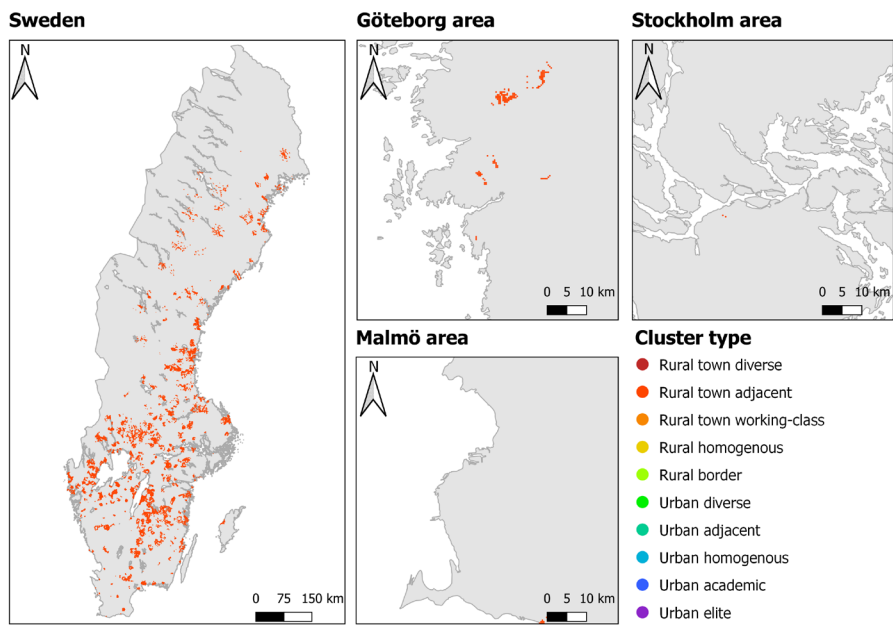 Sweden
Göteborg area
Stockholm area
N
N
N
0 5 10 km
0 5 10 km
Malmö area
Cluster type
N
Rural town diverse
Rural town adjacent
Rural town working-class
Rural homogenous
Rural border
Urban diverse
Urban adjacent
Urban homogenous
Urban academic
Urban elite
0 75 150 km
0 5 10 km